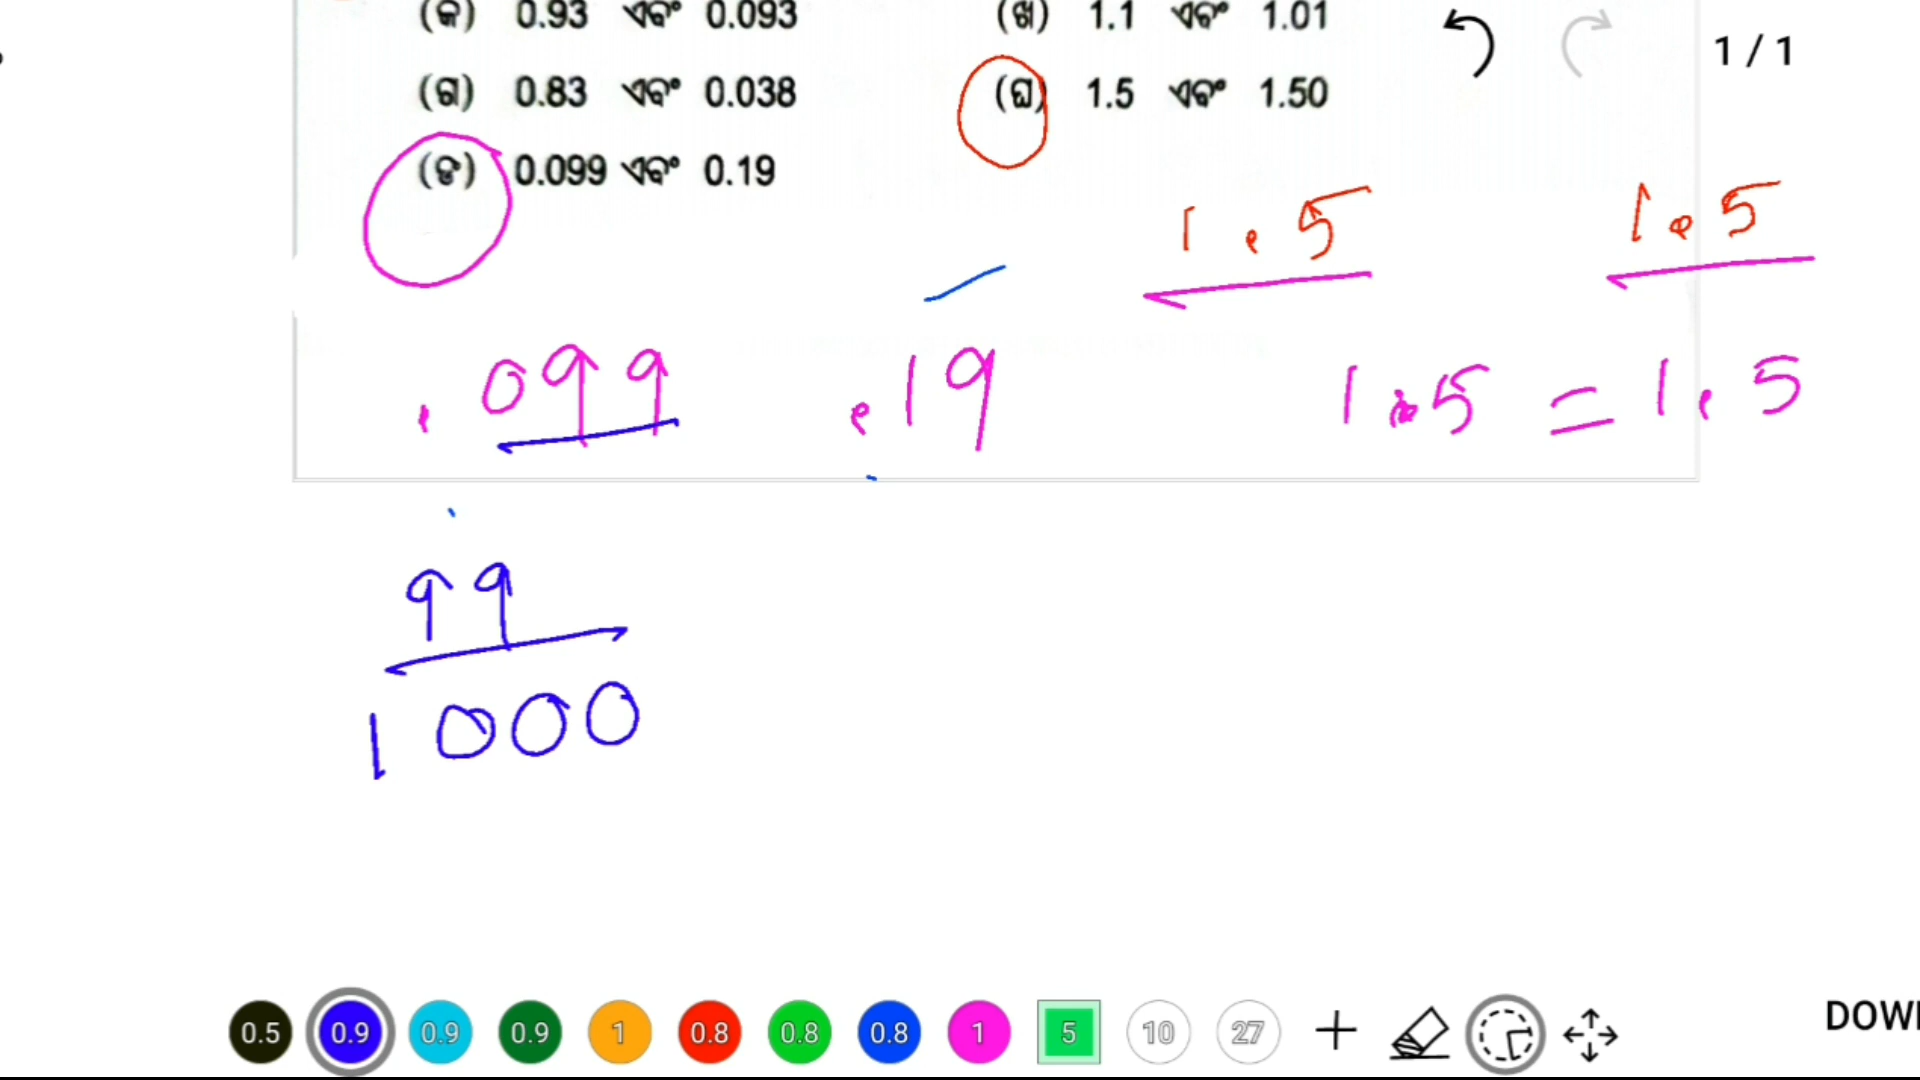 (କ) 0.93 ଏବଂ 0.093 (ଖ) 1.1 ଏବଂ 1.01
1 / 1
(ଗ) 0.83 ଏବଂ 0.038 (ଘ) 1.5 ଏବଂ 1.50
(ଙ) 0.099 ଏବଂ 0.19
1.5 1.5
.099 .19 1.5 = 1.5
99
1000
0.5 0.9 0.9 0.9 1 0.8 0.8 0.8 1 5 10 27